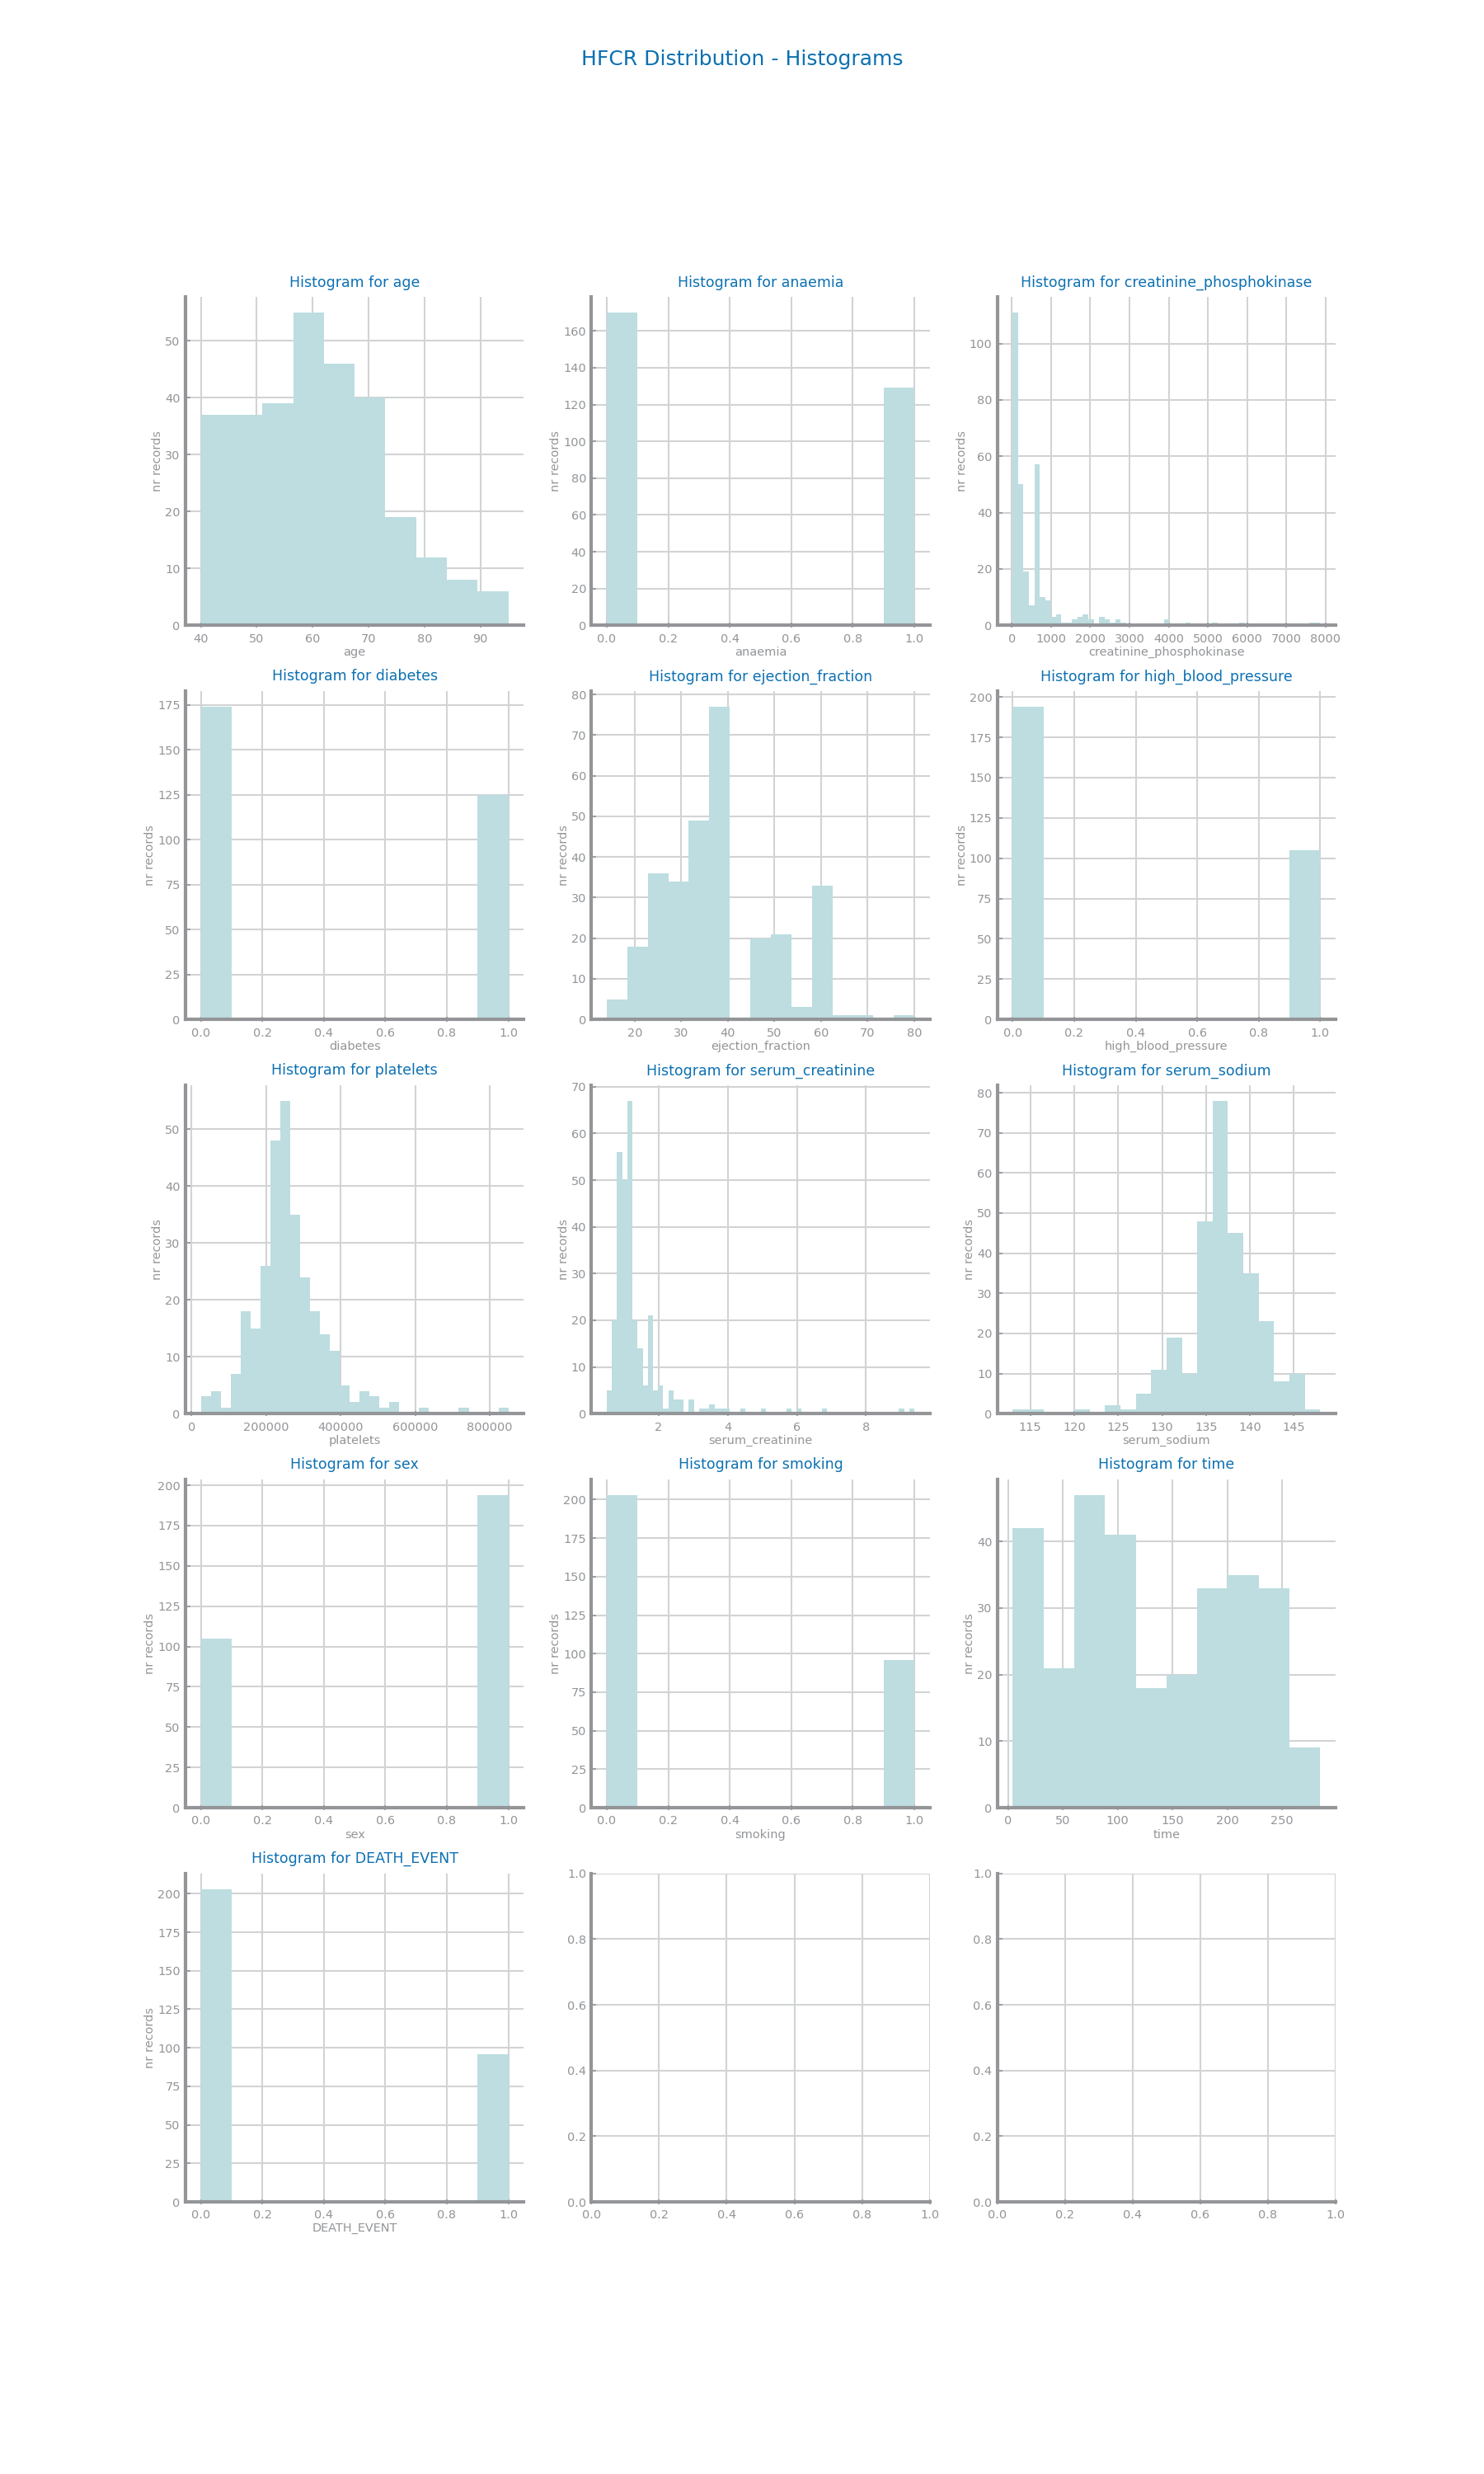 HFCR Distribution - Histograms
Histogram for age
nr records
0 10 20 30 40 50
40 50 60 70 80 90
age
Histogram for anaemia
nr records
0 20 40 60 80 100 120 140 160
0.0 0.2 0.4 0.6 0.8 1.0
anaemia
Histogram for creatinine_phosphokinase
nr records
0 20 40 60 80 100
0 1000 2000 3000 4000 5000 6000 7000 8000
creatinine_phosphokinase
Histogram for diabetes
nr records
0 25 50 75 100 125 150 175
0.0 0.2 0.4 0.6 0.8 1.0
diabetes
Histogram for ejection_fraction
nr records
0 10 20 30 40 50 60 70 80
20 30 40 50 60 70 80
ejection_fraction
Histogram for high_blood_pressure
nr records
0 25 50 75 100 125 150 175 200
0.0 0.2 0.4 0.6 0.8 1.0
high_blood_pressure
Histogram for platelets
nr records
0 10 20 30 40 50
0 200000 400000 600000 800000
platelets
Histogram for serum_creatinine
nr records
0 10 20 30 40 50 60 70
2 4 6 8
serum_creatinine
Histogram for serum_sodium
nr records
0 10 20 30 40 50 60 70 80
115 120 125 130 135 140 145
serum_sodium
Histogram for sex
nr records
0 25 50 75 100 125 150 175 200
0.0 0.2 0.4 0.6 0.8 1.0
sex
Histogram for smoking
nr records
0 25 50 75 100 125 150 175 200
0.0 0.2 0.4 0.6 0.8 1.0
smoking
Histogram for time
nr records
0 10 20 30 40
0 50 100 150 200 250
time
Histogram for DEATH_EVENT
nr records
0 25 50 75 100 125 150 175 200
0.0 0.2 0.4 0.6 0.8 1.0
DEATH_EVENT
0.0 0.2 0.4 0.6 0.8 1.0
0.0 0.2 0.4 0.6 0.8 1.0
0.0 0.2 0.4 0.6 0.8 1.0
0.0 0.2 0.4 0.6 0.8 1.0